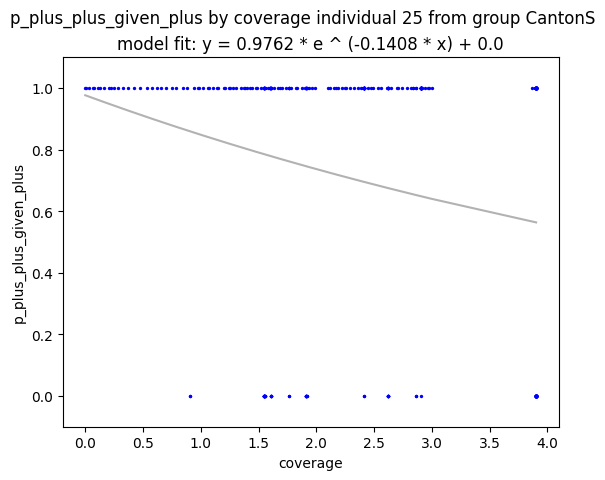 p_plus_plus_given_plus by coverage individual 25 from group CantonS
model fit: y = 0.9762 * e ^ (-0.1408 * x) + 0.0
1.0
0.8
0.6
0.4
0.2
0.0
p_plus_plus_given_plus
0.0 0.5 1.0 1.5 2.0 2.5 3.0 3.5 4.0
coverage